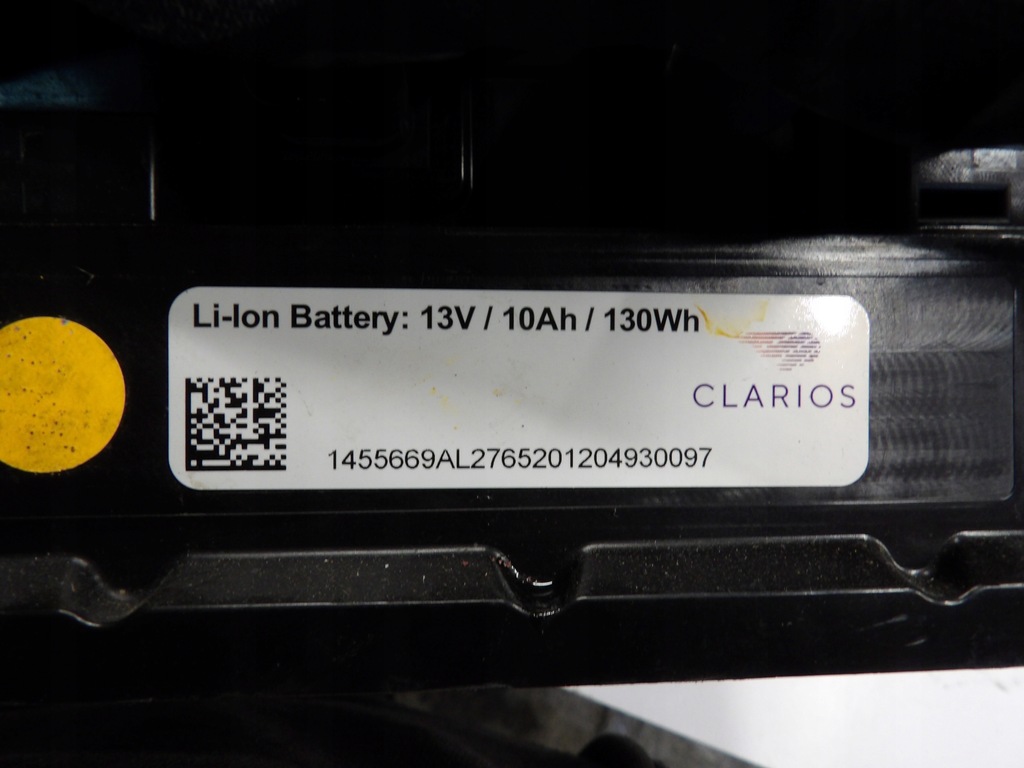 Li-Ion Battery: 13V / 10Ah / 130Wh
CLARIOS
1455669AL2765201204930097